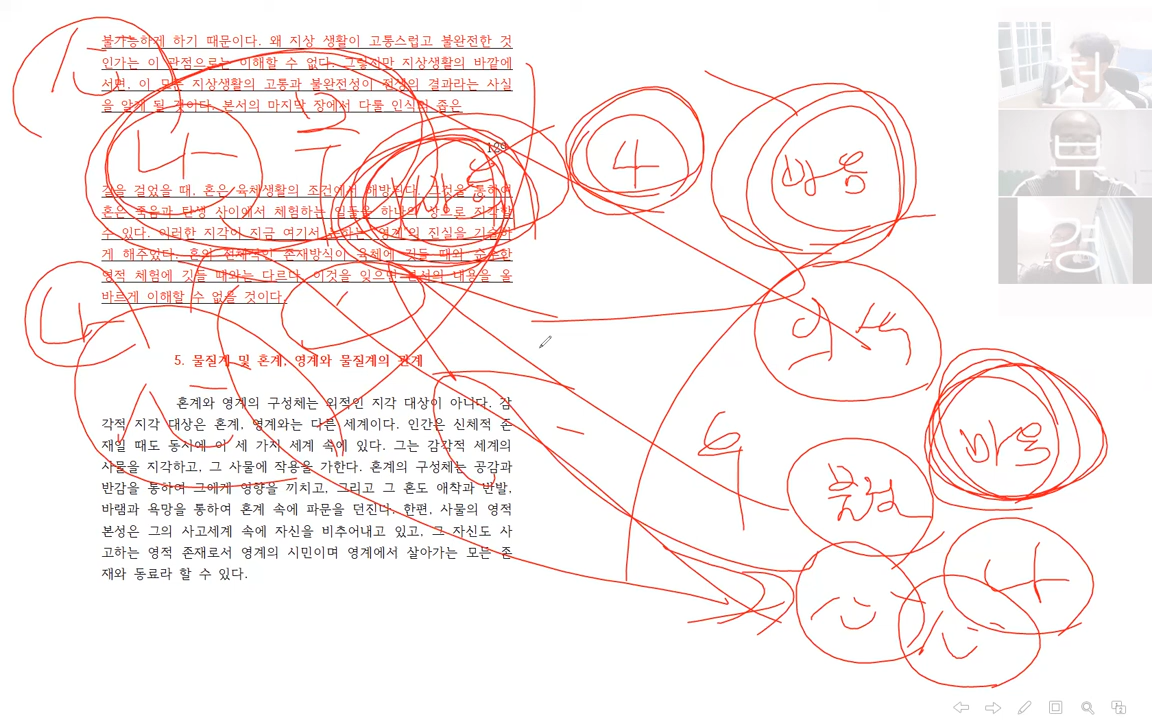 불가능하게 하기 때문이다. 왜 지상 생활이 고통스럽고 불완전한 것
인가는 이 관점으로는 이해할 수 없다. 그렇지만 지상생활의 바깥에
서면, 이 모든 지상생활의 고통과 불완전성이 전생의 결과라는 사실
을 알게 될 것이다. 본서의 마지막 장에서 다룰 인식의 좁은
129
길을 걸었을 때, 혼은 육체생활의 조건에서 해방된다. 그것을 통하여
혼은 죽음과 탄생 사이에서 체험하는 일들을 하나의 상으로 지각할
수 있다. 이러한 지각이 지금 여기서 논하는 '영계'의 진실을 기술하
게 해주었다. 혼의 전체적인 존재방식이 육체에 깃들 때와 순수한
영적 체험에 깃들 때와는 다르다. 이것을 잊으면 본서의 내용을 올
바르게 이해할 수 없을 것이다.
5. 물질계 및 혼계, 영계와 물질계의 관계
혼계와 영계의 구성체는 외적인 지각 대상이 아니다. 감
각적 지각 대상은 혼계, 영계와는 다른 세계이다. 인간은 신체적 존
재일 때도 동시에 이 세 가지 세계 속에 있다. 그는 감각적 세계의
사물을 지각하고, 그 사물에 작용을 가한다. 혼계의 구성체는 공감과
반감을 통하여 그에게 영향을 끼치고, 그리고 그 혼도 애착과 반발,
바램과 욕망을 통하여 혼계 속에 파문을 던진다. 한편, 사물의 영적
본성은 그의 사고세계 속에 자신을 비추어내고 있고, 그 자신도 사
고하는 영적 존재로서 영계의 시민이며 영계에서 살아가는 모든 존
재와 동료라 할 수 있다.
나
4
마음
의식
마음
나
나
천
부
경